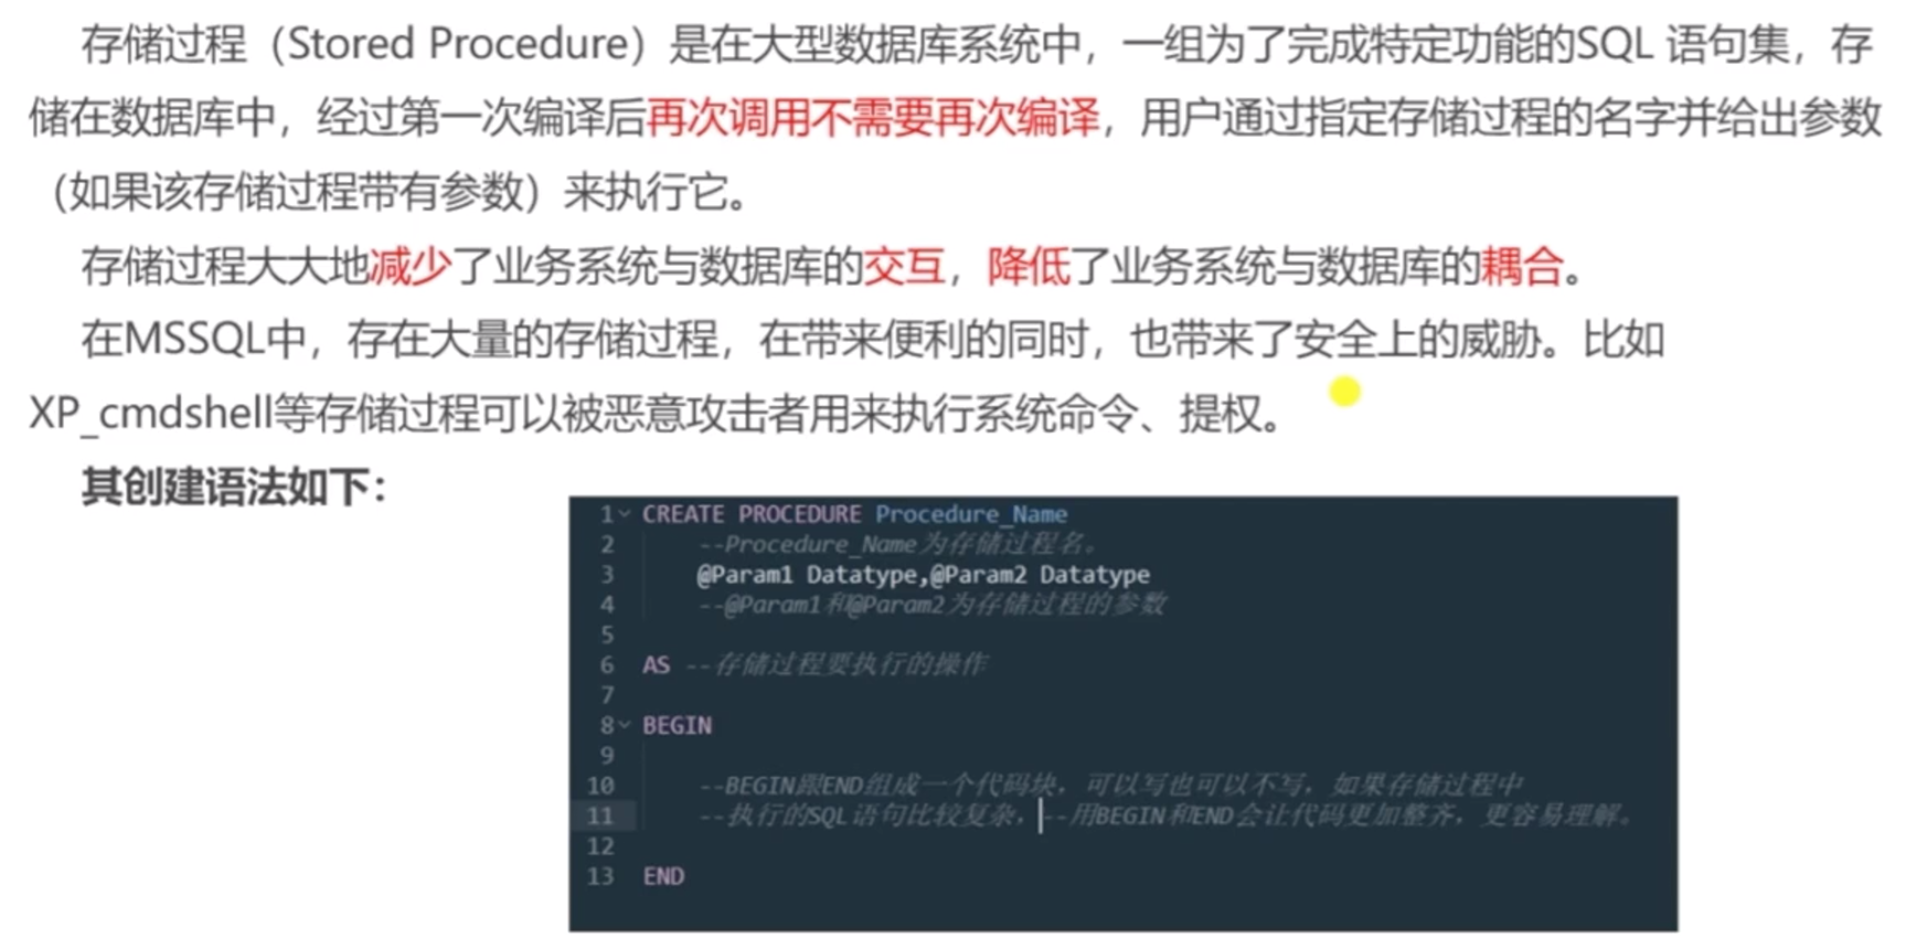 存储过程（Stored Procedure）是在大型数据库系统中，一组为了完成特定功能的SQL 语句集，存
储在数据库中，经过第一次编译后再次调用不需要再次编译，用户通过指定存储过程的名字并给出参数
（如果该存储过程带有参数）来执行它。
存储过程大大地减少了业务系统与数据库的交互，降低了业务系统与数据库的耦合。
在MSSQL中，存在大量的存储过程，在带来便利的同时，也带来了安全上的威胁。比如
XP_cmdshell等存储过程可以被恶意攻击者用来执行系统命令、提权。
其创建语法如下：
1 CREATE PROCEDURE Procedure_Name
2 --Procedure_Name为存储过程名。
3 @Param1 Datatype,@Param2 Datatype
4 --@Param1和@Param2为存储过程的参数
5
6 AS --存储过程要执行的操作
7
8 BEGIN
9
10 --BEGIN跟END组成一个代码块，可以写也可以不写，如果存储过程中
11 --执行的SQL语句比较复杂，--用BEGIN和END会让代码更加整齐，更容易理解。
12
13 END